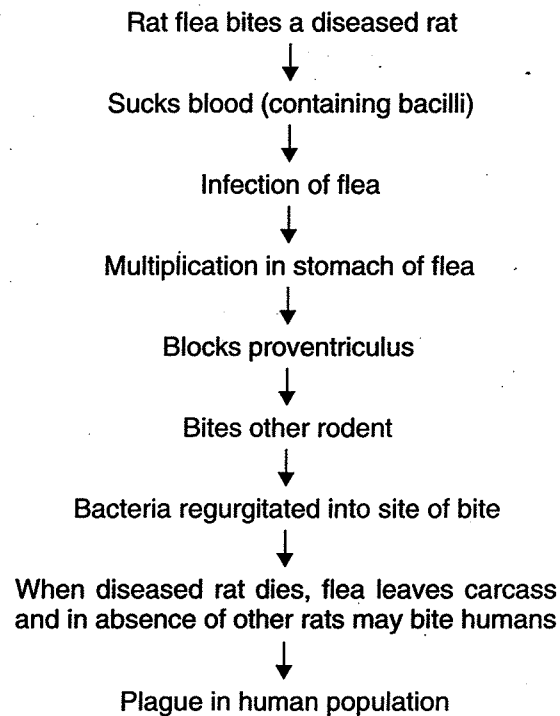 Rat flea bites a diseased rat
Sucks blood (containing bacilli)
Infection of flea
Multiplication in stomach of flea
Blocks proventriculus
Bites other rodent
Bacteria regurgitated into site of bite
When diseased rat dies, flea leaves carcass
and in absence of other rats may bite humans
Plague in human population